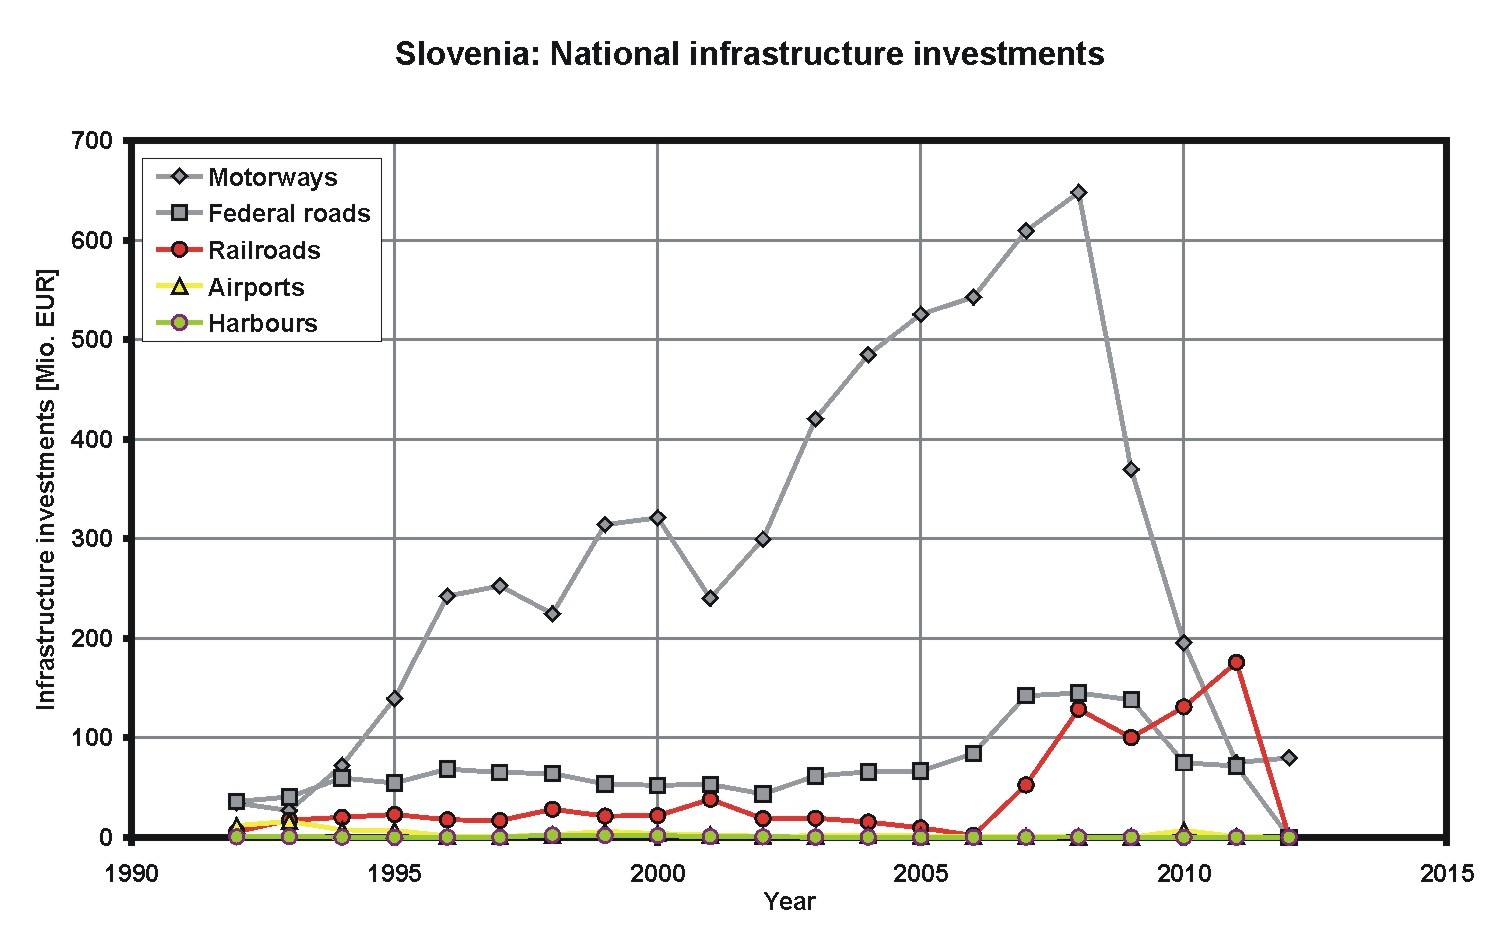 Slovenia: National infrastructure investments
700
600
500
400
300
200
100
0
Infrastructure investments [Mio. EUR]
Motorways
Federal roads
Railroads
Airports
Harbours
1990
1995
2000
2005
2010
2015
Year